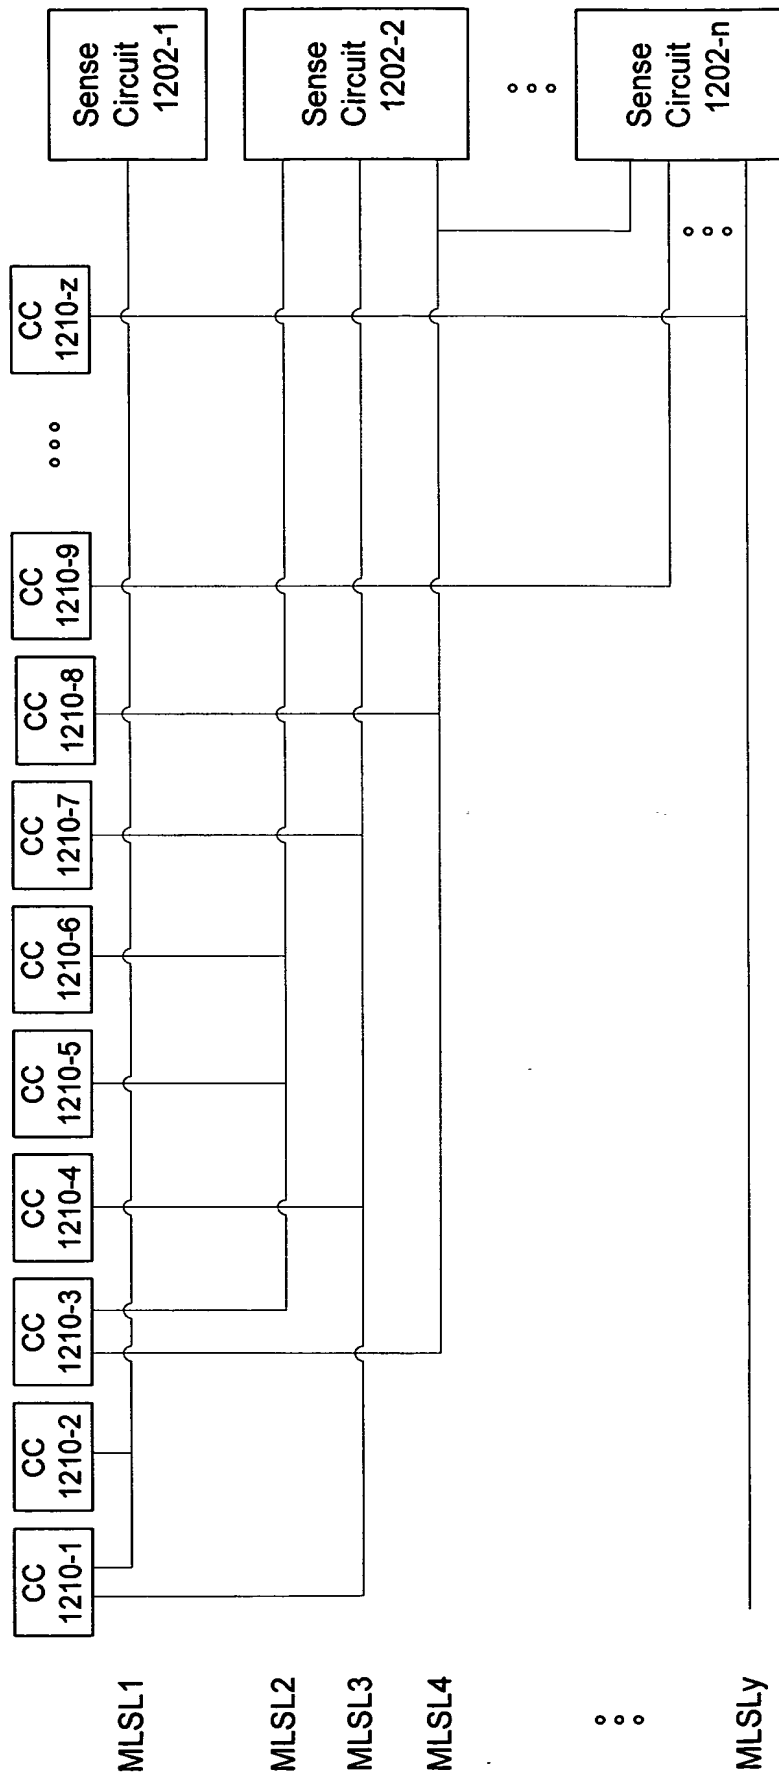 CC
1210-1
CC
1210-2
CC
1210-3
CC
1210-4
CC
1210-5
CC
1210-6
CC
1210-7
CC
1210-8
CC
1210-9
CC
1210-z
MLSL1
MLSL2
MLSL3
MLSL4
MLSLy
Sense
Circuit
1202-1
Sense
Circuit
1202-2
Sense
Circuit
1202-n